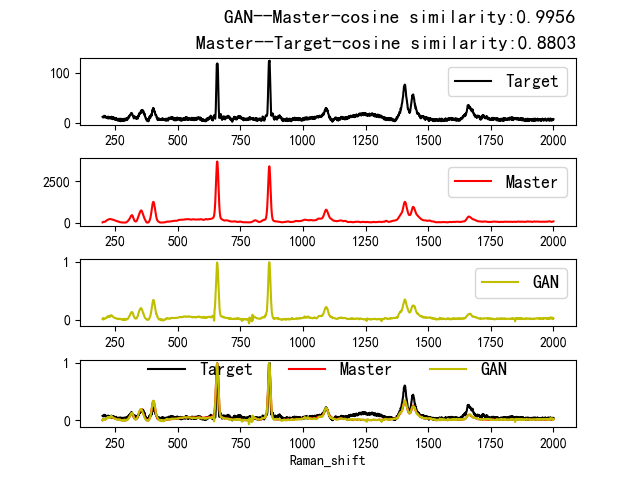 GAN--Master-cosine similarity:0.9956
Master--Target-cosine similarity:0.8803
100
0
Target
250 500 750 1000 1250 1500 1750 2000
2500
0
Master
250 500 750 1000 1250 1500 1750 2000
1
0
GAN
250 500 750 1000 1250 1500 1750 2000
1
0
Target Master GAN
250 500 750 1000 1250 1500 1750 2000
Raman_shift